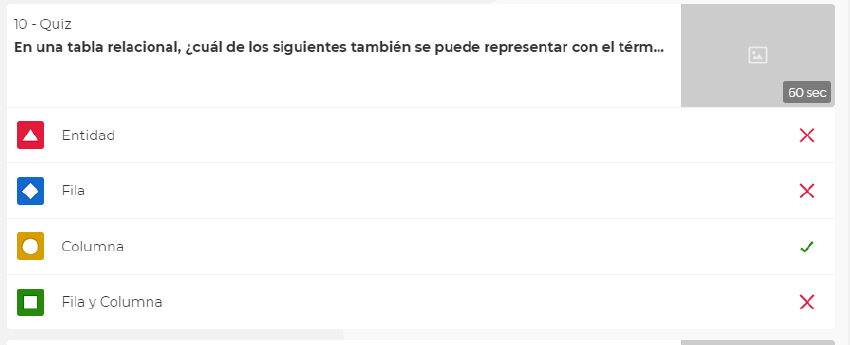 10 - Quiz
En una tabla relacional, ¿cuál de los siguientes también se puede representar con el térm...
60 sec
Entidad
Fila
Columna
Fila y Columna